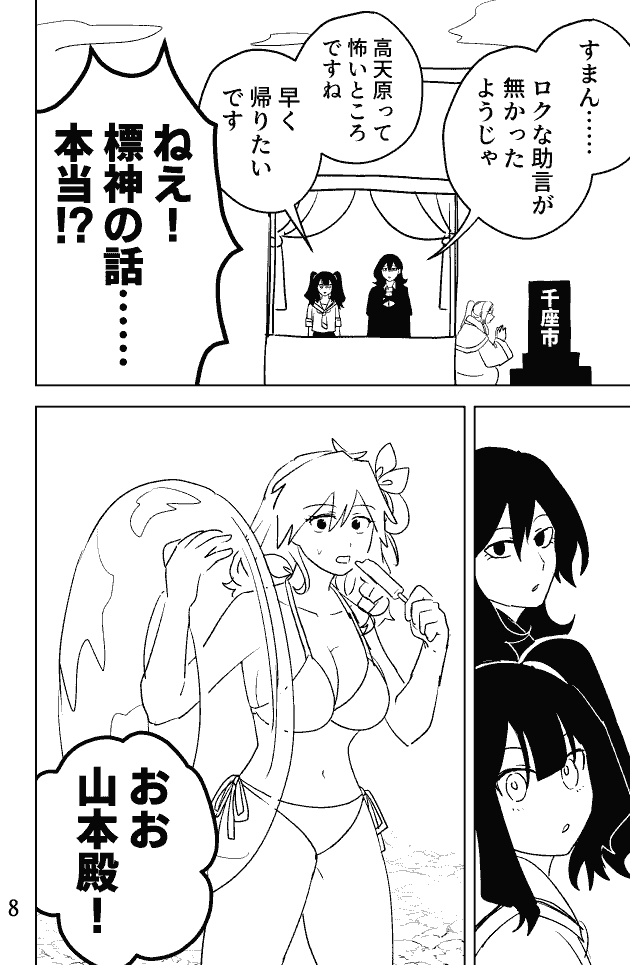 すまん……
ロクな助言が
無かった
ようじゃ
高天原って
怖いところ
ですね
早く
帰りたい
です
千座市
ねえ!
標神の話……
本当!?
おお
山本殿!
8